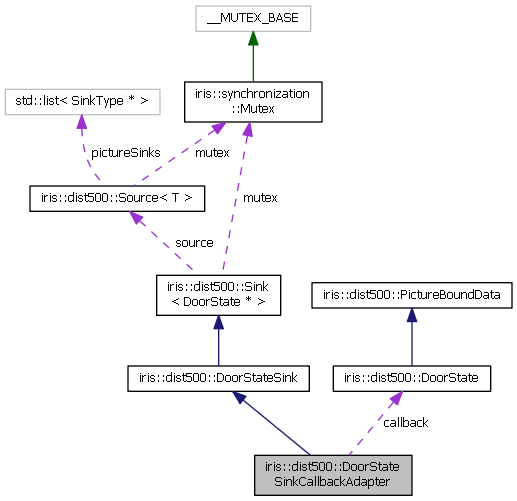 __MUTEX_BASE
std::list< SinkType * >
iris::synchronization
::Mutex
pictureSinks
mutex
iris::dist500::Source< T >
mutex
source
iris::dist500::Sink
< DoorState * >
iris::dist500::PictureBoundData
iris::dist500::DoorStateSink
iris::dist500::DoorState
callback
iris::dist500::DoorState
SinkCallbackAdapter